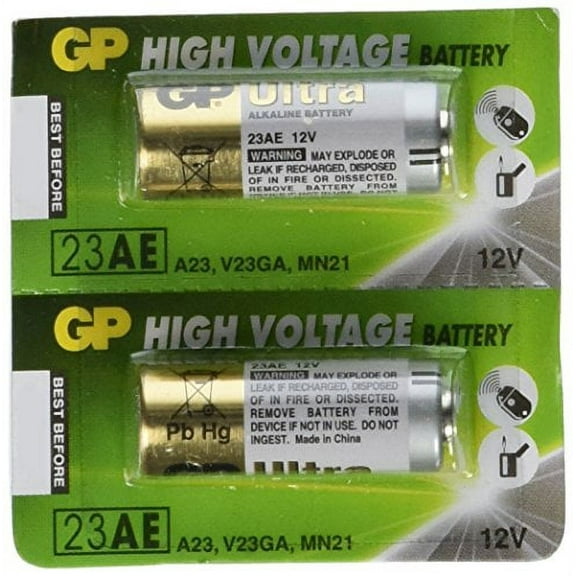 GP HIGH VOLTAGE BATTERY
BEST BEFORE
GP Ultra
ALKALINE BATTERY
23AE 12V
WARNING MAY EXPLODE OR
LEAK IF RECHARGED, DISPOSED
OF IN FIRE OR DISSECTED.
REMOVE BATTERY FROM
23AE A23, V23GA, MN21 12V
GP HIGH VOLTAGE BATTERY
BEST BEFORE
23AE 12V
WARNING MAY EXPLODE OR
LEAK IF RECHARGED, DISPOSED
OF IN FIRE OR DISSECTED.
REMOVE BATTERY FROM
DEVICE IF NOT IN USE. DO NOT
INGEST. Made in China
Pb Hg
GP Ultra
23AE A23, V23GA, MN21 12V